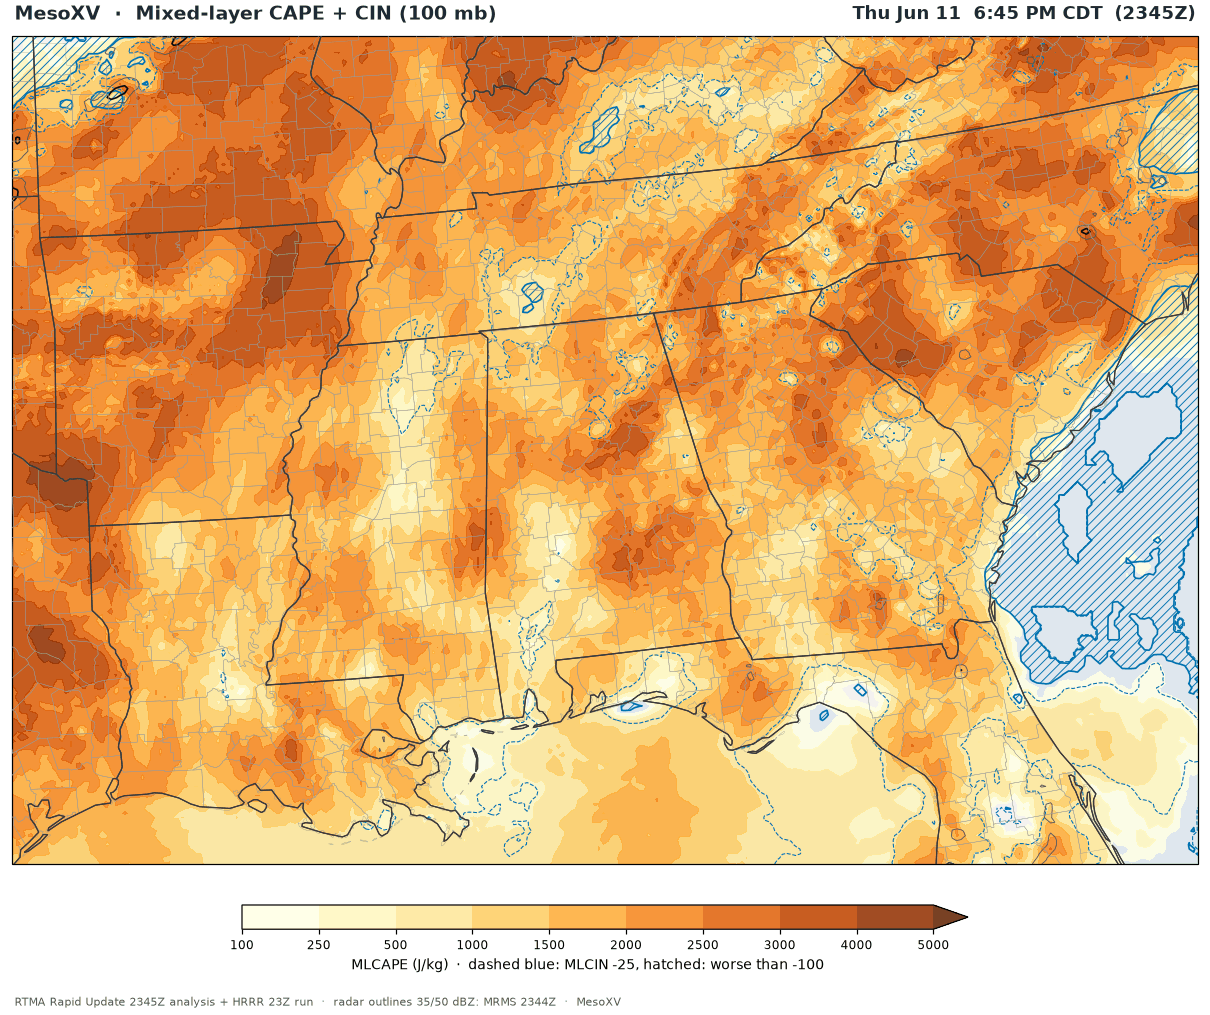 MesoXV · Mixed-layer CAPE + CIN (100 mb)
Thu Jun 11 6:45 PM CDT (2345Z)
100 250 500 1000 1500 2000 2500 3000 4000 5000
MLCAPE (J/kg) · dashed blue: MLCIN -25, hatched: worse than -100
RTMA Rapid Update 2345Z analysis + HRRR 23Z run · radar outlines 35/50 dBZ: MRMS 2344Z · MesoXV